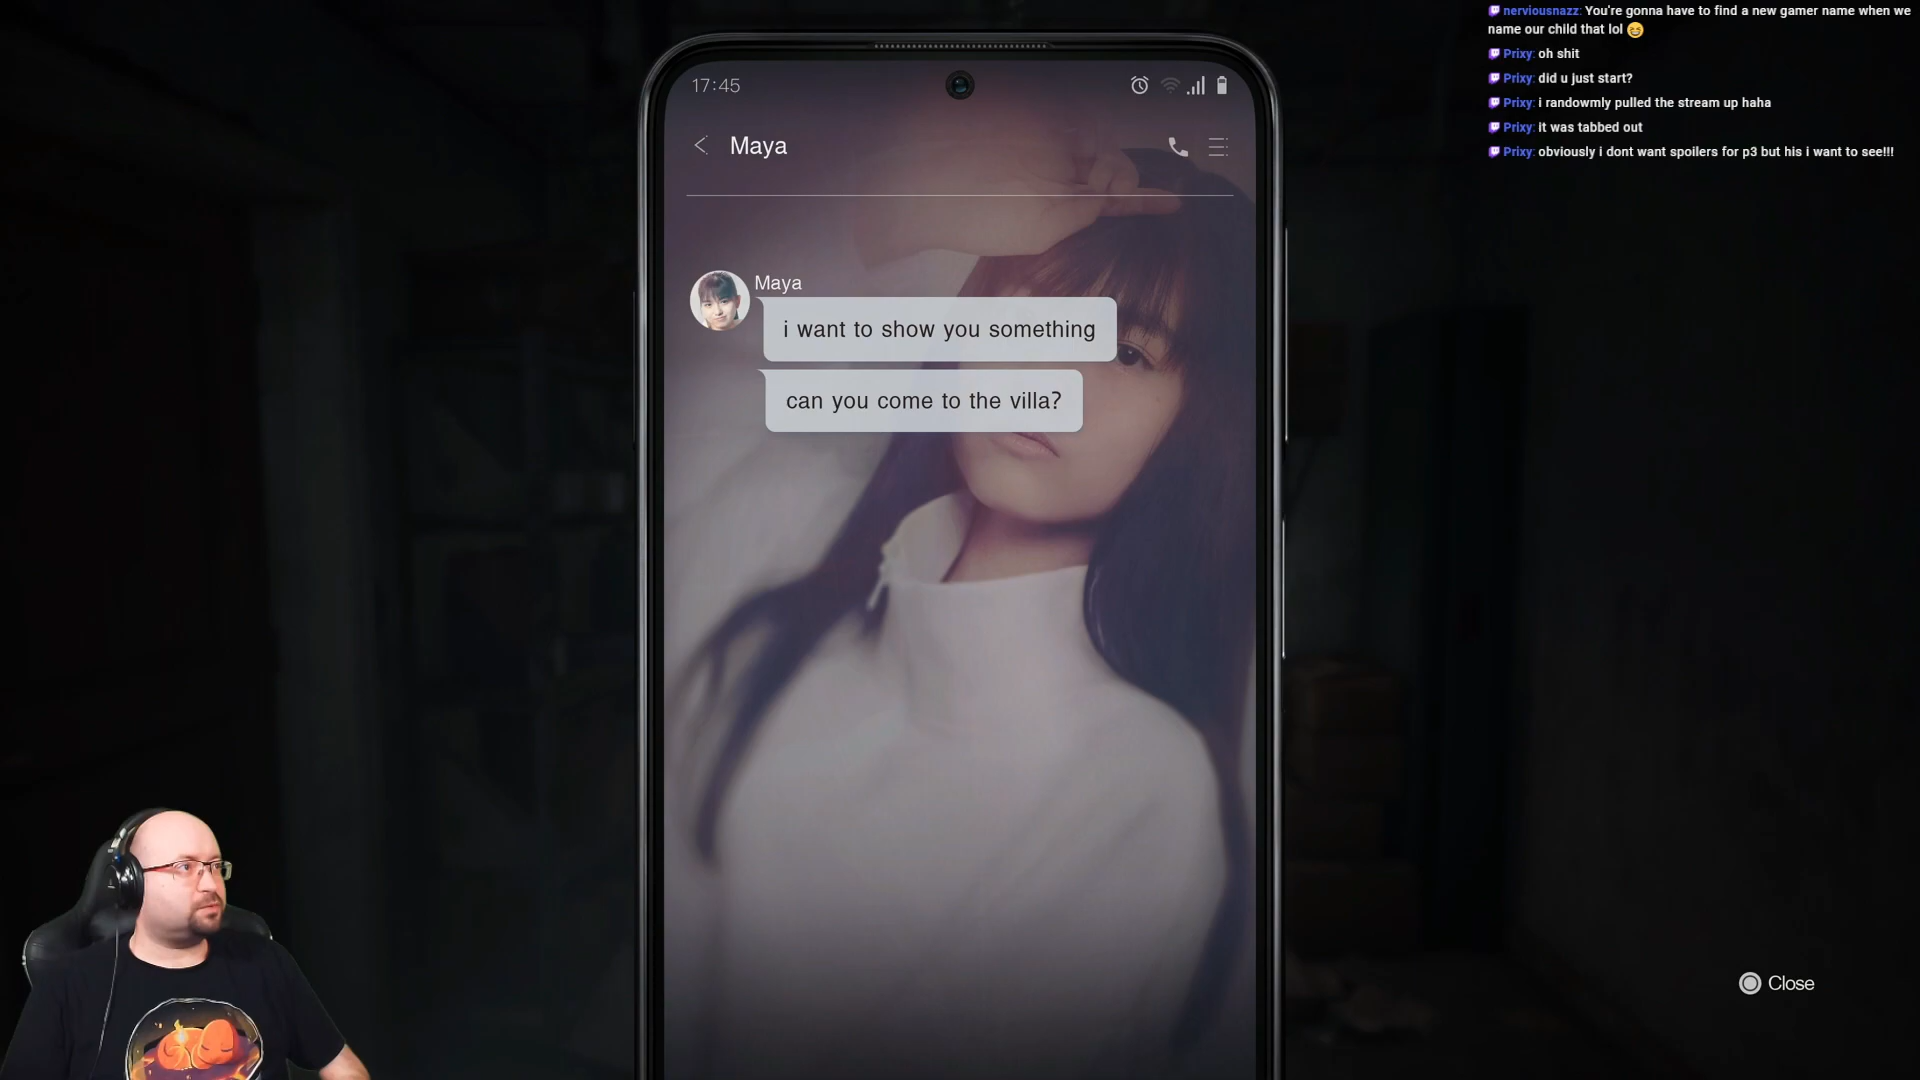 nerviousnazz: You're gonna have to find a new gamer name when we
name our child that lol
Prixy: oh shit
Prixy: did u just start?
Prixy: i randowmly pulled the stream up haha
Prixy: it was tabbed out
Prixy: obviously i dont want spoilers for p3 but his i want to see!!!
17:45
Maya
Maya
i want to show you something
can you come to the villa?
Close